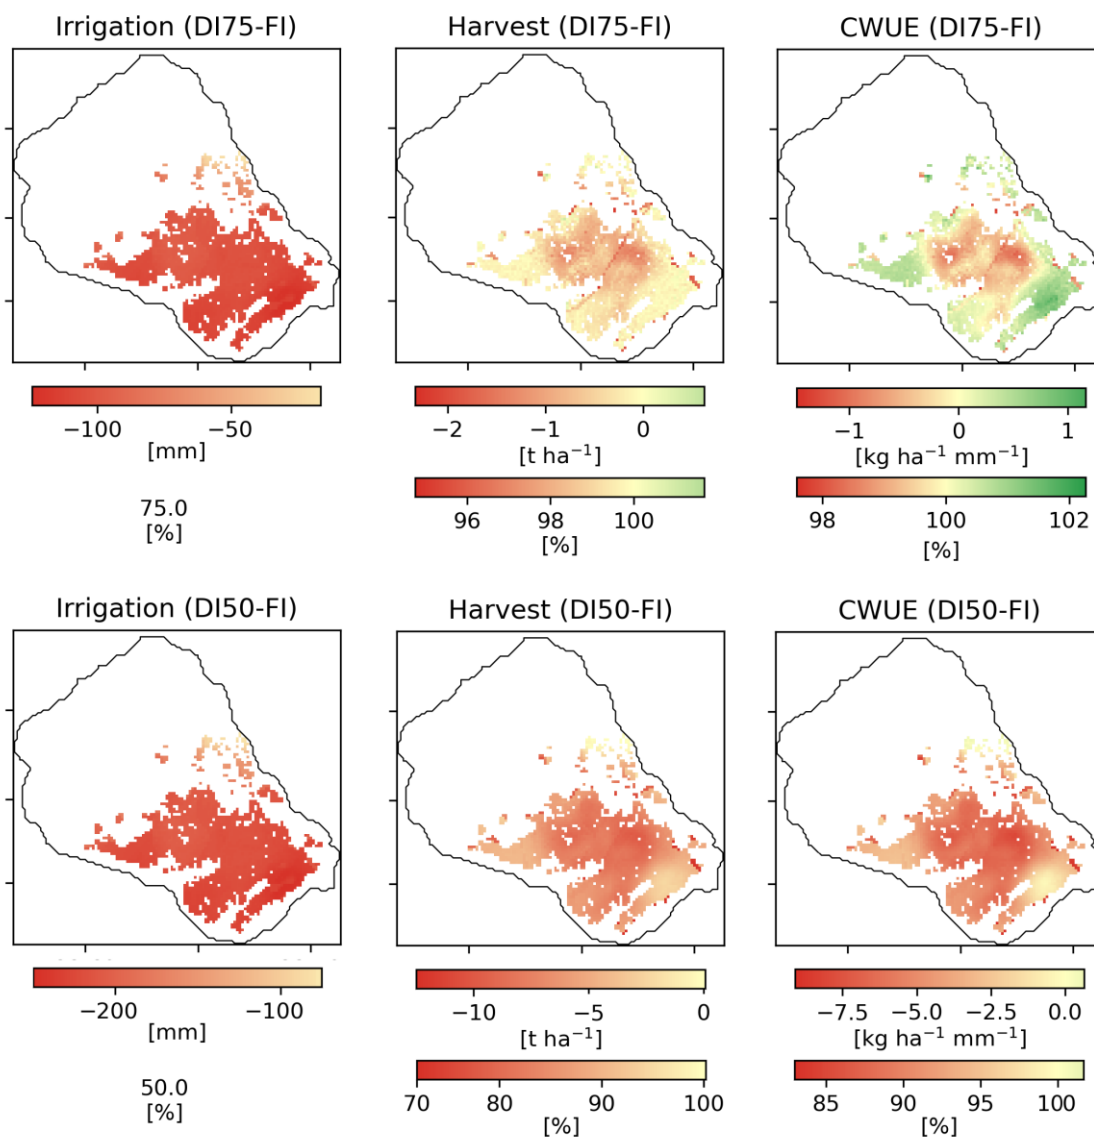 Irrigation (DI75-FI) Harvest (DI75-FI) CWUE (DI75-FI)
−100 −50 −2 −1 0 −1 0 1
[mm] [t ha⁻¹] [kg ha⁻¹ mm⁻¹]
75.0 96 98 100 98 100 102
[%] [%] [%]
Irrigation (DI50-FI) Harvest (DI50-FI) CWUE (DI50-FI)
−200 −100 −10 −5 0 −7.5 −5.0 −2.5 0.0
[mm] [t ha⁻¹] [kg ha⁻¹ mm⁻¹]
50.0 70 80 90 100 85 90 95 100
[%] [%] [%]